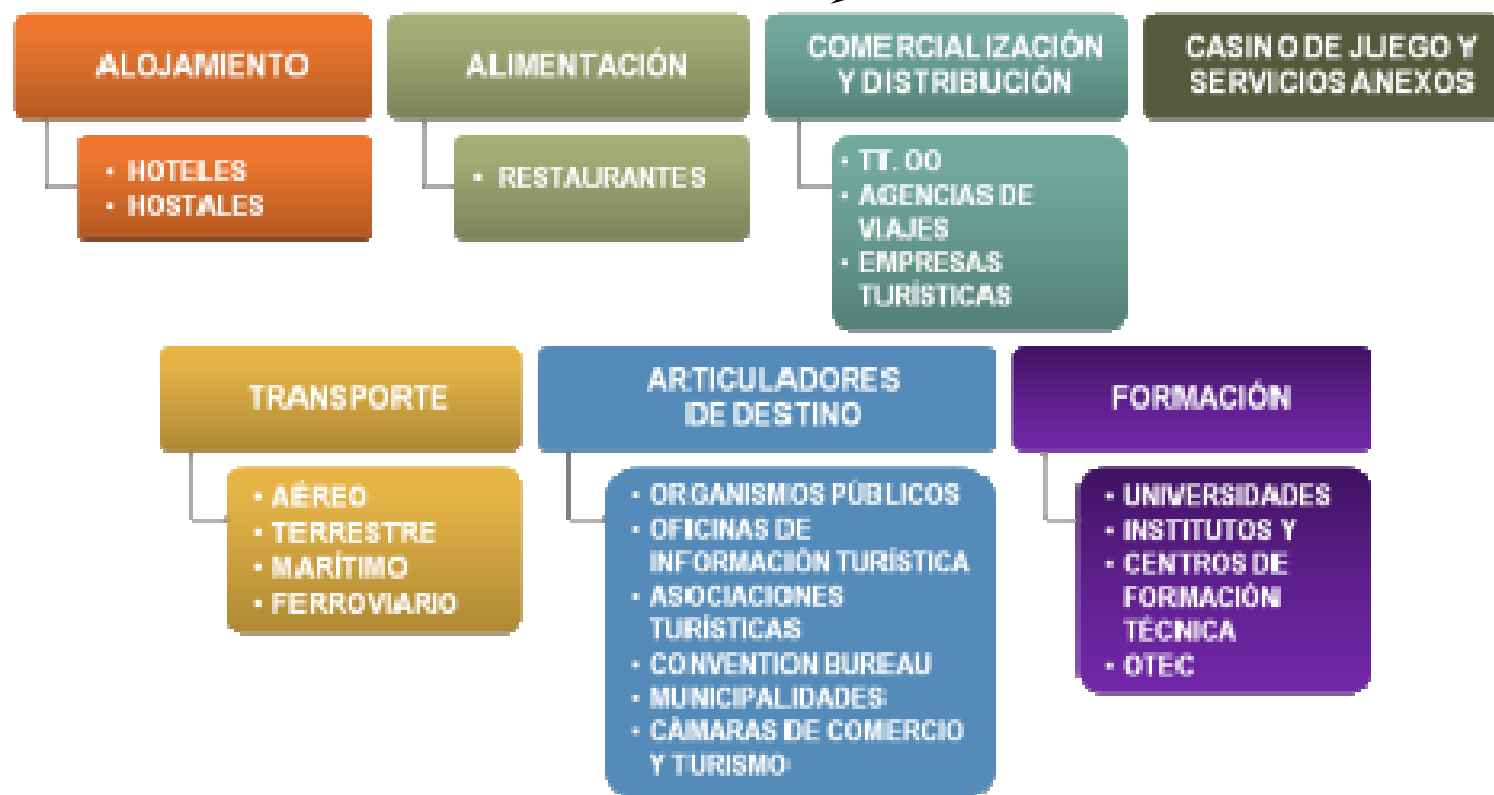 ALOJAMIENTO
• HOTELES
• HOSTALES
ALIMENTACIÓN
• RESTAURANTES
COMERCIALIZACIÓN
Y DISTRIBUCIÓN
• TT. OO
• AGENCIAS DE
VIAJES
• EMPRESAS
TURÍSTICAS
CASINO DE JUEGO Y
SERVICIOS ANEXOS
TRANSPORTE
• AÉREO
• TERRESTRE
• MARÍTIMO
• FERROVIARIO
ARTICULADORES
DE DESTINO
• ORGANISMOS PÚBLICOS
• OFICINAS DE
INFORMACIÓN TURÍSTICA
• ASOCIACIONES
TURÍSTICAS
• CONVENTION BUREAU
• MUNICIPALIDADES
• CÁMARAS DE COMERCIO
Y TURISMO
FORMACIÓN
• UNIVERSIDADES
• INSTITUTOS Y
• CENTROS DE
FORMACIÓN
TÉCNICA
• OTEC